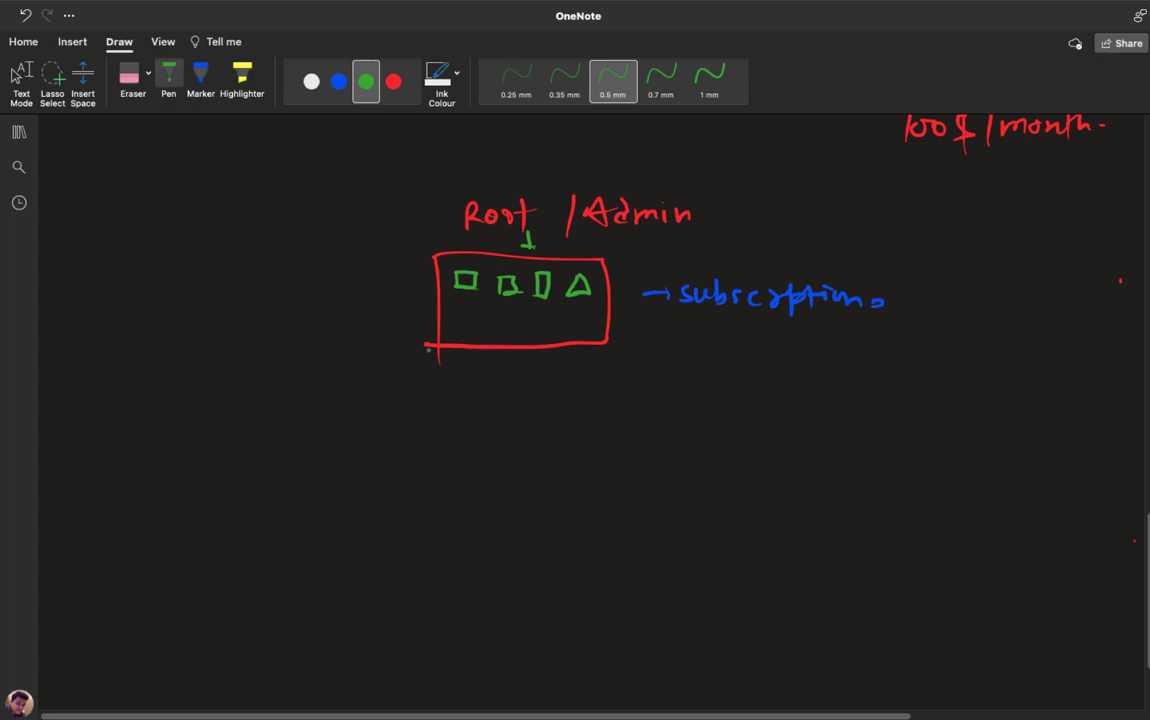 OneNote
Home Insert Draw View Tell me
Share
Text Mode
Lasso Select
Insert Space
Eraser
Pen
Marker
Highlighter
Ink Colour
0.25 mm
0.35 mm
0.5 mm
0.7 mm
1 mm
100$/month
Root /Admin
→ subscription